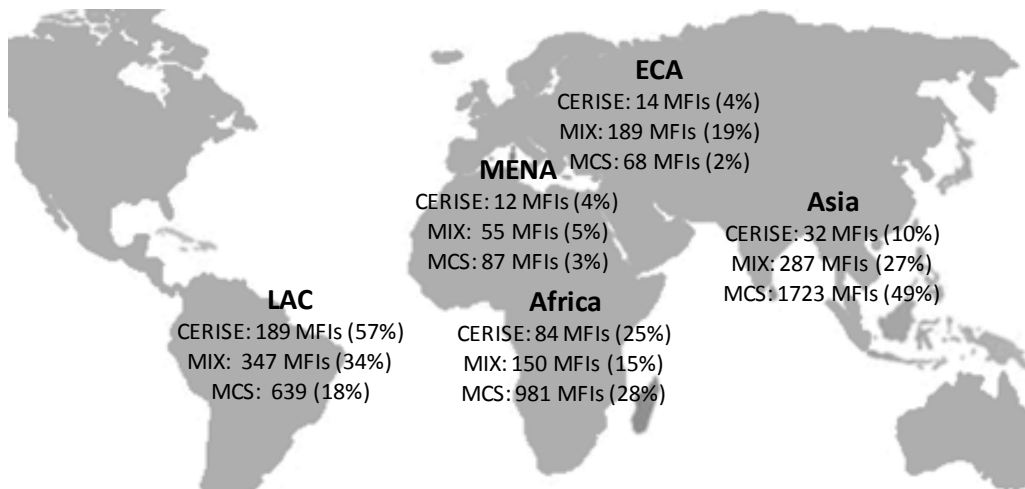 ECA
CERISE: 14 MFIs (4%)
MIX: 189 MFIs (19%)
MCS: 68 MFIs (2%)
MENA
CERISE: 12 MFIs (4%)
MIX: 55 MFIs (5%)
MCS: 87 MFIs (3%)
Asia
CERISE: 32 MFIs (10%)
MIX: 287 MFIs (27%)
MCS: 1723 MFIs (49%)
LAC
CERISE: 189 MFIs (57%)
MIX: 347 MFIs (34%)
MCS: 639 (18%)
Africa
CERISE: 84 MFIs (25%)
MIX: 150 MFIs (15%)
MCS: 981 MFIs (28%)